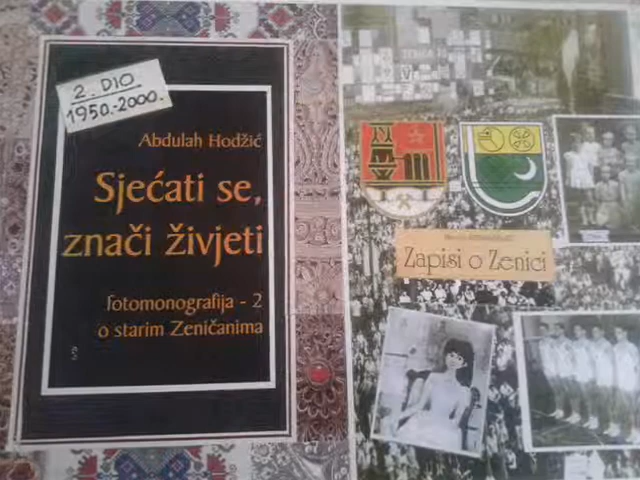 2. DIO
1950.-2000.
Abdulah Hodžić
Sjećati se,
znači živjeti
fotomonografija - 2
o starim Zeničanima
Zapisi o Zenici